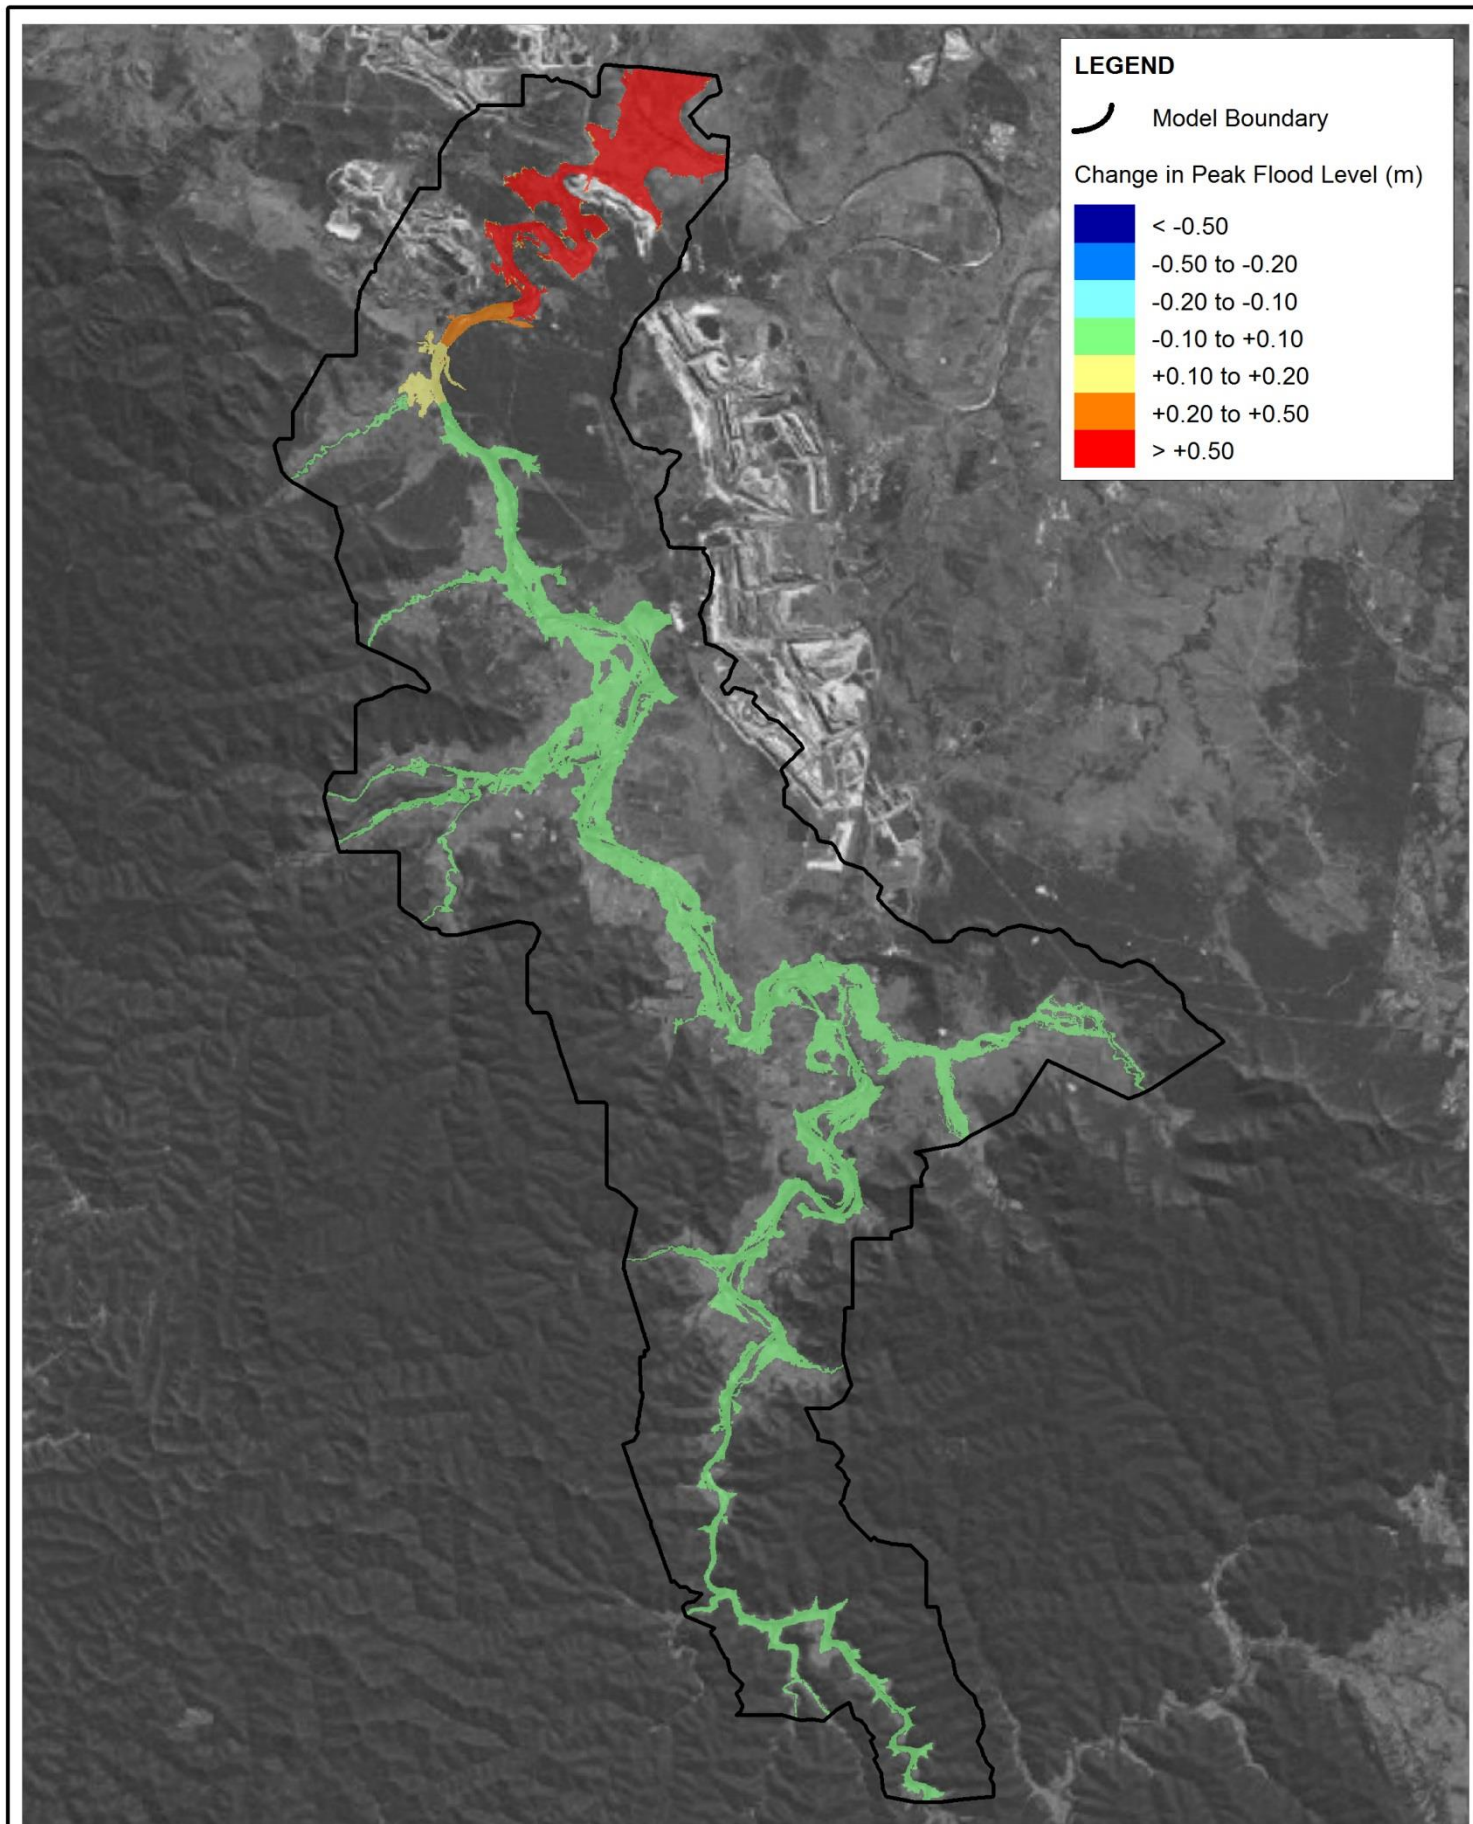 LEGEND
Model Boundary
Change in Peak Flood Level (m)
< -0.50
-0.50 to -0.20
-0.20 to -0.10
-0.10 to +0.10
+0.10 to +0.20
+0.20 to +0.50
> +0.50